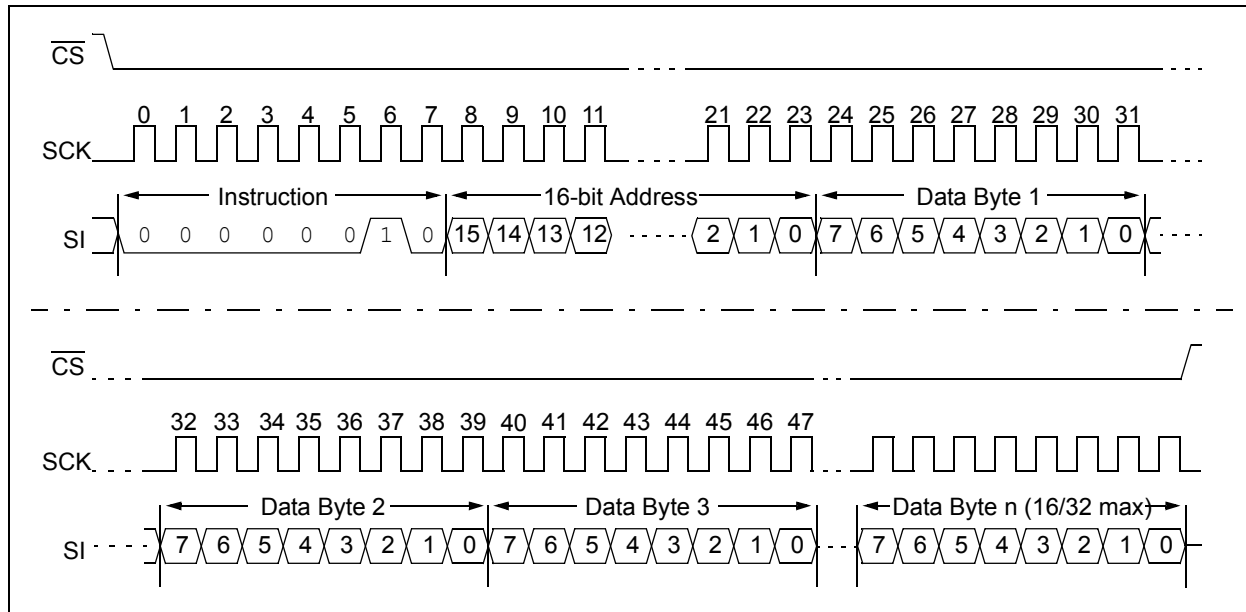 CS
0 1 2 3 4 5 6 7 8 9 10 11 21 22 23 24 25 26 27 28 29 30 31
SCK
Instruction 16-bit Address Data Byte 1
SI 0 0 0 0 0 0 1 0 15 14 13 12 2 1 0 7 6 5 4 3 2 1 0
CS
32 33 34 35 36 37 38 39 40 41 42 43 44 45 46 47
SCK
Data Byte 2 Data Byte 3 Data Byte n (16/32 max)
SI 7 6 5 4 3 2 1 0 7 6 5 4 3 2 1 0 7 6 5 4 3 2 1 0